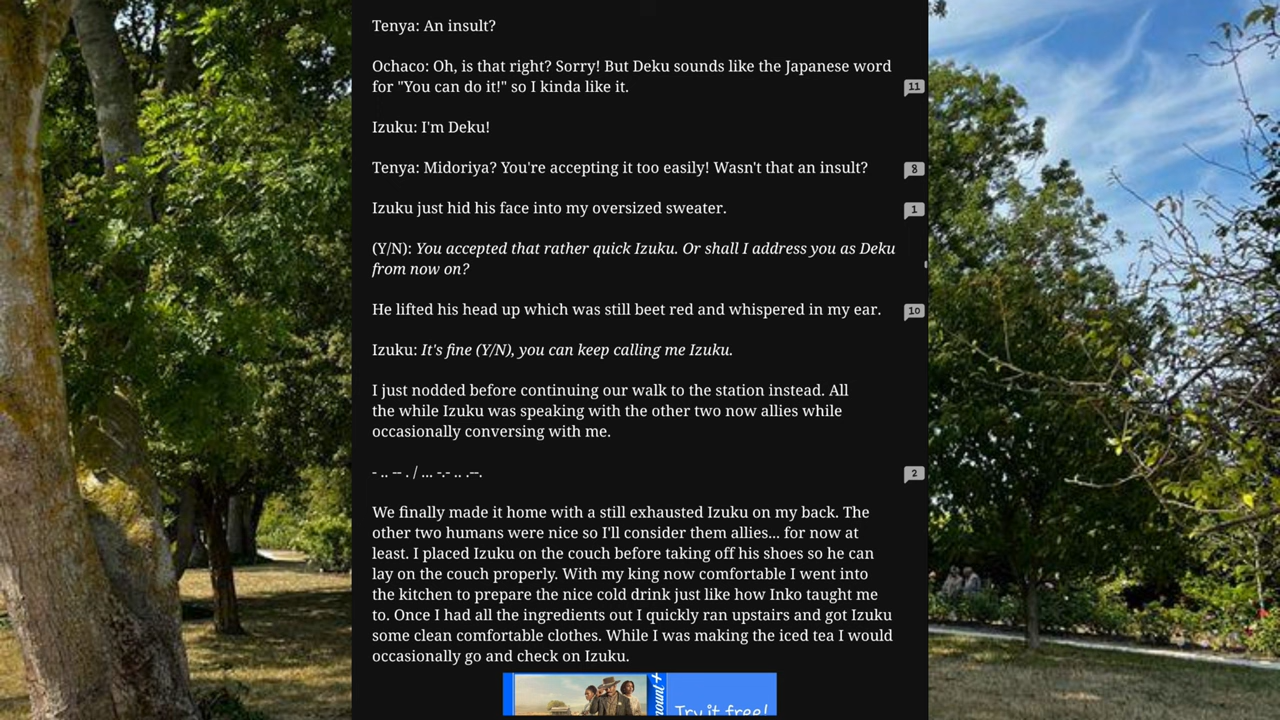 Tenya: An insult?
Ochaco: Oh, is that right? Sorry! But Deku sounds like the Japanese word
for "You can do it!" so I kinda like it.
11
Izuku: I'm Deku!
Tenya: Midoriya? You're accepting it too easily! Wasn't that an insult?
8
Izuku just hid his face into my oversized sweater.
1
(Y/N): You accepted that rather quick Izuku. Or shall I address you as Deku
from now on?
He lifted his head up which was still beet red and whispered in my ear.
10
Izuku: It's fine (Y/N), you can keep calling me Izuku.
I just nodded before continuing our walk to the station instead. All
the while Izuku was speaking with the other two now allies while
occasionally conversing with me.
- .. -- . / ... -.- .. .--.
2
We finally made it home with a still exhausted Izuku on my back. The
other two humans were nice so I'll consider them allies... for now at
least. I placed Izuku on the couch before taking off his shoes so he can
lay on the couch properly. With my king now comfortable I went into
the kitchen to prepare the nice cold drink just like how Inko taught me
to. Once I had all the ingredients out I quickly ran upstairs and got Izuku
some clean comfortable clothes. While I was making the iced tea I would
occasionally go and check on Izuku.
ount+
Try it free!